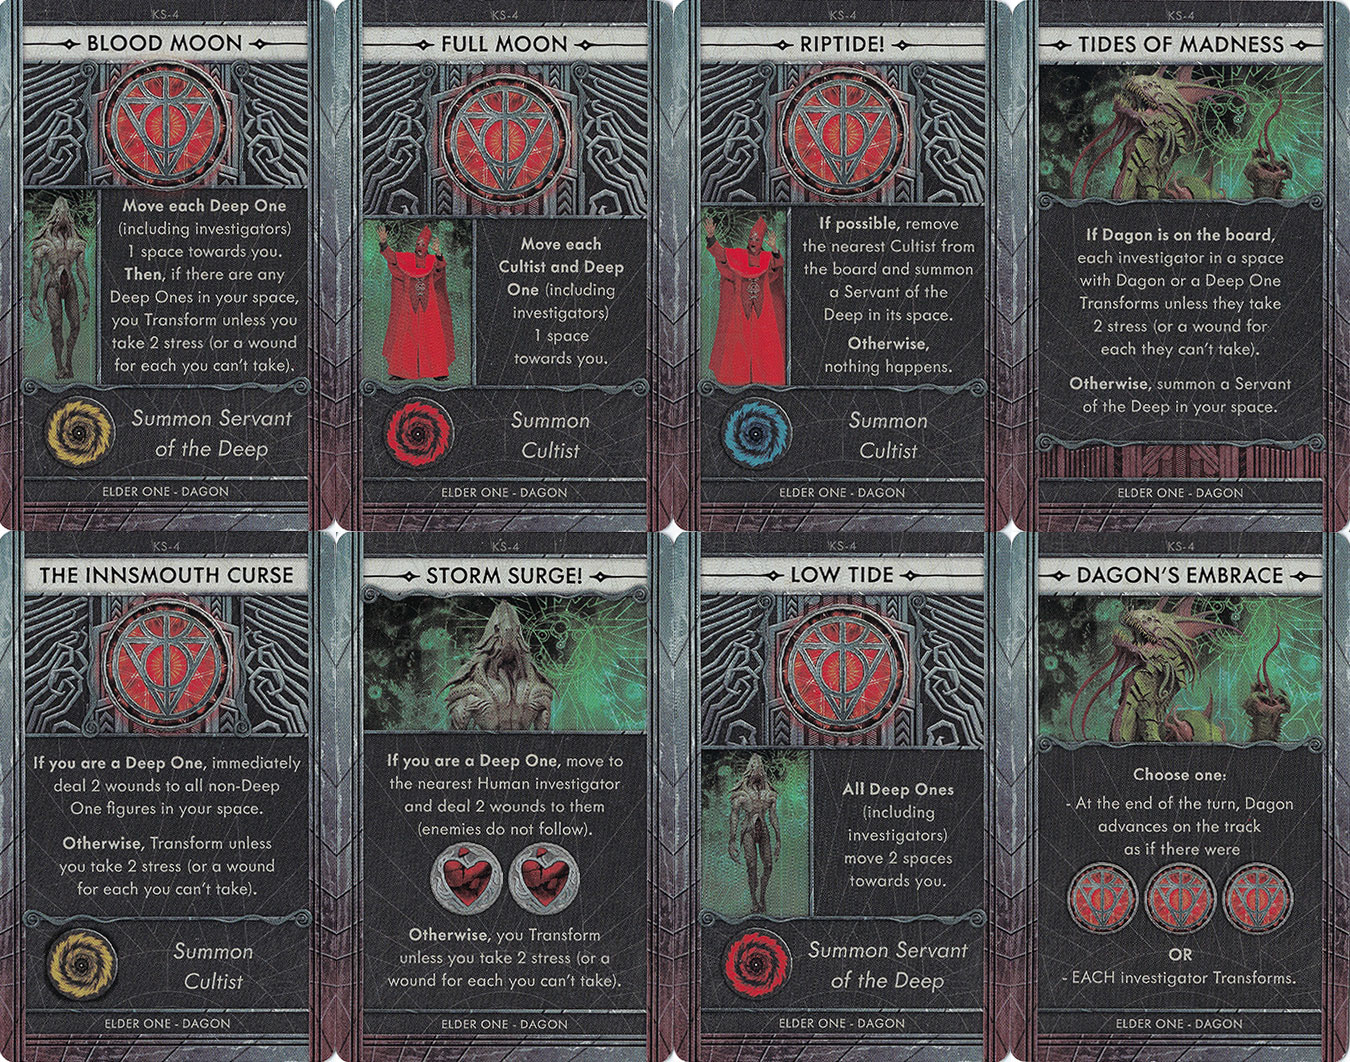 KS-4
BLOOD MOON
Move each Deep One
(including investigators)
1 space towards you.
Then, if there are any
Deep Ones in your space,
you Transform unless you
take 2 stress (or a wound
for each you can't take).
Summon Servant
of the Deep
ELDER ONE - DAGON
KS-4
FULL MOON
Move each
Cultist and Deep
One (including
investigators)
1 space
towards you.
Summon
Cultist
ELDER ONE - DAGON
KS-4
RIPTIDE!
If possible, remove
the nearest Cultist from
the board and summon
a Servant of the
Deep in its space.
Otherwise,
nothing happens.
Summon
Cultist
ELDER ONE - DAGON
KS-4
TIDES OF MADNESS
If Dagon is on the board,
each investigator in a space
with Dagon or a Deep One
Transforms unless they take
2 stress (or a wound for
each they can't take).
Otherwise, summon a Servant
of the Deep in your space.
ELDER ONE - DAGON
KS-4
THE INNSMOUTH CURSE
If you are a Deep One, immediately
deal 2 wounds to all non-Deep
One figures in your space.
Otherwise, Transform unless
you take 2 stress (or a wound
for each you can't take).
Summon
Cultist
ELDER ONE - DAGON
KS-4
STORM SURGE!
If you are a Deep One, move to
the nearest Human investigator
and deal 2 wounds to them
(enemies do not follow).
Otherwise, you Transform
unless you take 2 stress (or a
wound for each you can't take).
ELDER ONE - DAGON
KS-4
LOW TIDE
All Deep Ones
(including
investigators)
move 2 spaces
towards you.
Summon Servant
of the Deep
ELDER ONE - DAGON
KS-4
DAGON'S EMBRACE
Choose one:
- At the end of the turn, Dagon
advances on the track
as if there were
OR
- EACH investigator Transforms.
ELDER ONE - DAGON